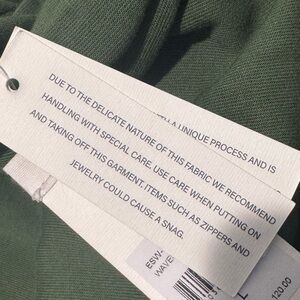 A UNIQUE PROCESS AND IS
DUE TO THE DELICATE NATURE OF THIS FABRIC WE RECOMMEND
HANDLING WITH SPECIAL CARE. USE CARE WHEN PUTTING ON
AND TAKING OFF THIS GARMENT. ITEMS SUCH AS ZIPPERS AND
JEWELRY COULD CAUSE A SNAG.
ESW
WAVE
L
120.00